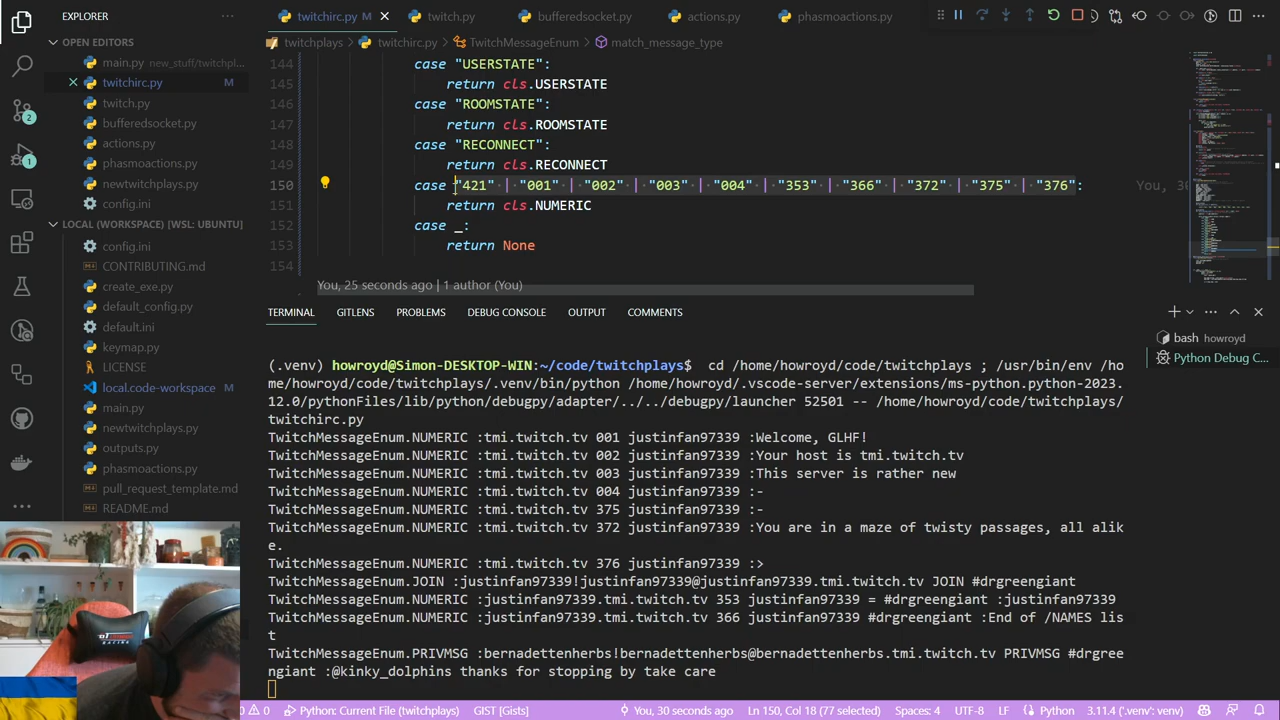 EXPLORER
twitchirc.py M
twitch.py
bufferedsocket.py
actions.py
phasmoactions.py
twitchplays > twitchirc.py > TwitchMessageEnum > match_message_type
OPEN EDITORS
main.py new_stuff/twitchpl...
twitchirc.py M
twitch.py
bufferedsocket.py
actions.py
phasmoactions.py
newtwitchplays.py
config.ini
LOCAL (WORKSPACE) [WSL: UBUNTU]
config.ini
CONTRIBUTING.md
create_exe.py
default_config.py
default.ini
keymap.py
LICENSE
local.code-workspace M
main.py
newtwitchplays.py
outputs.py
phasmoactions.py
pull_request_template.md
README.md
2
1
144 case "USERSTATE":
145 return cls.USERSTATE
146 case "ROOMSTATE":
147 return cls.ROOMSTATE
148 case "RECONNECT":
149 return cls.RECONNECT
150 case "421" | "001" | "002" | "003" | "004" | "353" | "366" | "372" | "375" | "376": You, 30
151 return cls.NUMERIC
152 case _:
153 return None
154
You, 25 seconds ago | 1 author (You)
TERMINAL GITLENS PROBLEMS DEBUG CONSOLE OUTPUT COMMENTS
bash howroyd
Python Debug C...
(.venv) howroyd@Simon-DESKTOP-WIN:~/code/twitchplays$ cd /home/howroyd/code/twitchplays ; /usr/bin/env /ho
me/howroyd/code/twitchplays/.venv/bin/python /home/howroyd/.vscode-server/extensions/ms-python.python-2023.
12.0/pythonFiles/lib/python/debugpy/adapter/../../debugpy/launcher 52501 -- /home/howroyd/code/twitchplays/
twitchirc.py
TwitchMessageEnum.NUMERIC :tmi.twitch.tv 001 justinfan97339 :Welcome, GLHF!
TwitchMessageEnum.NUMERIC :tmi.twitch.tv 002 justinfan97339 :Your host is tmi.twitch.tv
TwitchMessageEnum.NUMERIC :tmi.twitch.tv 003 justinfan97339 :This server is rather new
TwitchMessageEnum.NUMERIC :tmi.twitch.tv 004 justinfan97339 :-
TwitchMessageEnum.NUMERIC :tmi.twitch.tv 375 justinfan97339 :-
TwitchMessageEnum.NUMERIC :tmi.twitch.tv 372 justinfan97339 :You are in a maze of twisty passages, all alik
e.
TwitchMessageEnum.NUMERIC :tmi.twitch.tv 376 justinfan97339 :>
TwitchMessageEnum.JOIN :justinfan97339!justinfan97339@justinfan97339.tmi.twitch.tv JOIN #drgreengiant
TwitchMessageEnum.NUMERIC :justinfan97339.tmi.twitch.tv 353 justinfan97339 = #drgreengiant :justinfan97339
TwitchMessageEnum.NUMERIC :justinfan97339.tmi.twitch.tv 366 justinfan97339 #drgreengiant :End of /NAMES lis
t
TwitchMessageEnum.PRIVMSG :bernadettenherbs!bernadettenherbs@bernadettenherbs.tmi.twitch.tv PRIVMSG #drgree
ngiant :@kinky_dolphins thanks for stopping by take care
0 0 Python: Current File (twitchplays) GIST [Gists] You, 30 seconds ago Ln 150, Col 18 (77 selected) Spaces: 4 UTF-8 LF Python 3.11.4 ('.venv': venv)